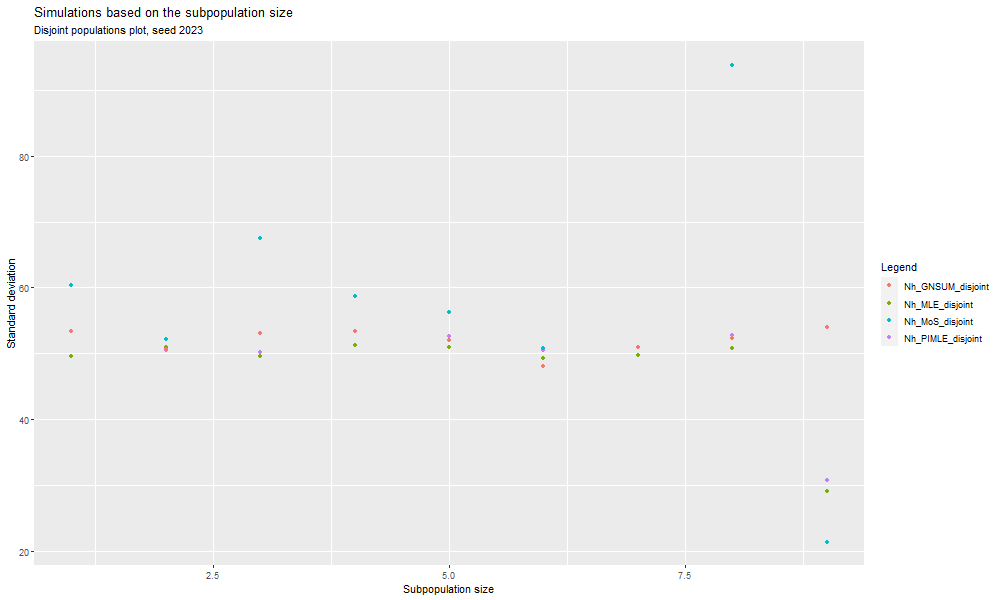 Simulations based on the subpopulation size
Disjoint populations plot, seed 2023
80
60
40
20
Standard deviation
2.5
5.0
7.5
Subpopulation size
Legend
Nh_GNSUM_disjoint
Nh_MLE_disjoint
Nh_MoS_disjoint
Nh_PIMLE_disjoint